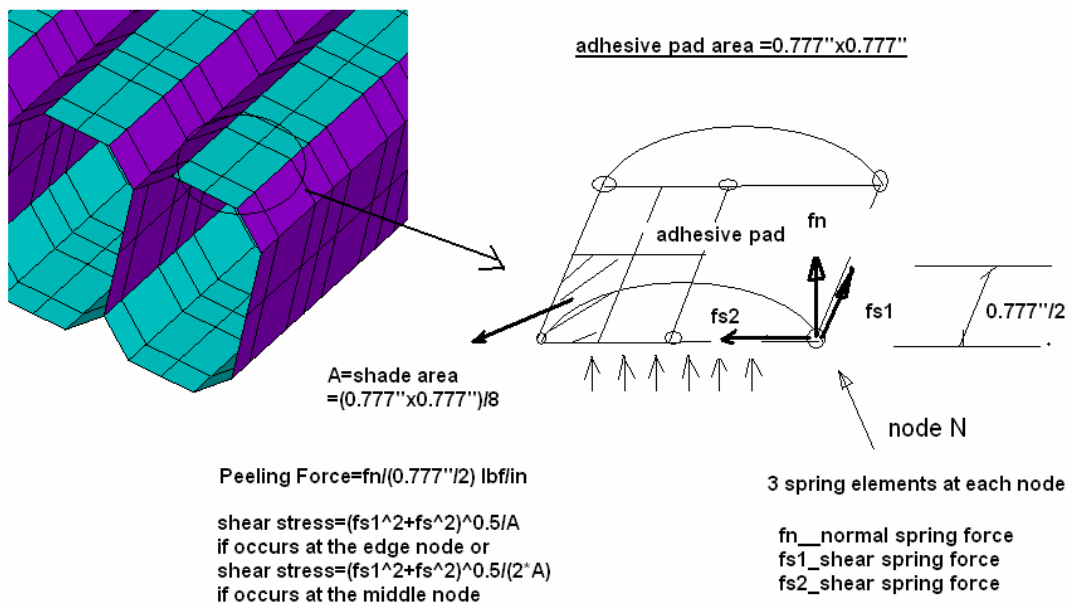 adhesive pad area =0.777"x0.777"
fn
adhesive pad
fs2
fs1
0.777"/2
A=shade area
=(0.777"x0.777")/8
node N
Peeling Force=fn/(0.777"/2) lbf/in
shear stress=(fs1^2+fs^2)^0.5/A
if occurs at the edge node or
shear stress=(fs1^2+fs^2)^0.5/(2*A)
if occurs at the middle node
3 spring elements at each node
fn__normal spring force
fs1_shear spring force
fs2_shear spring force